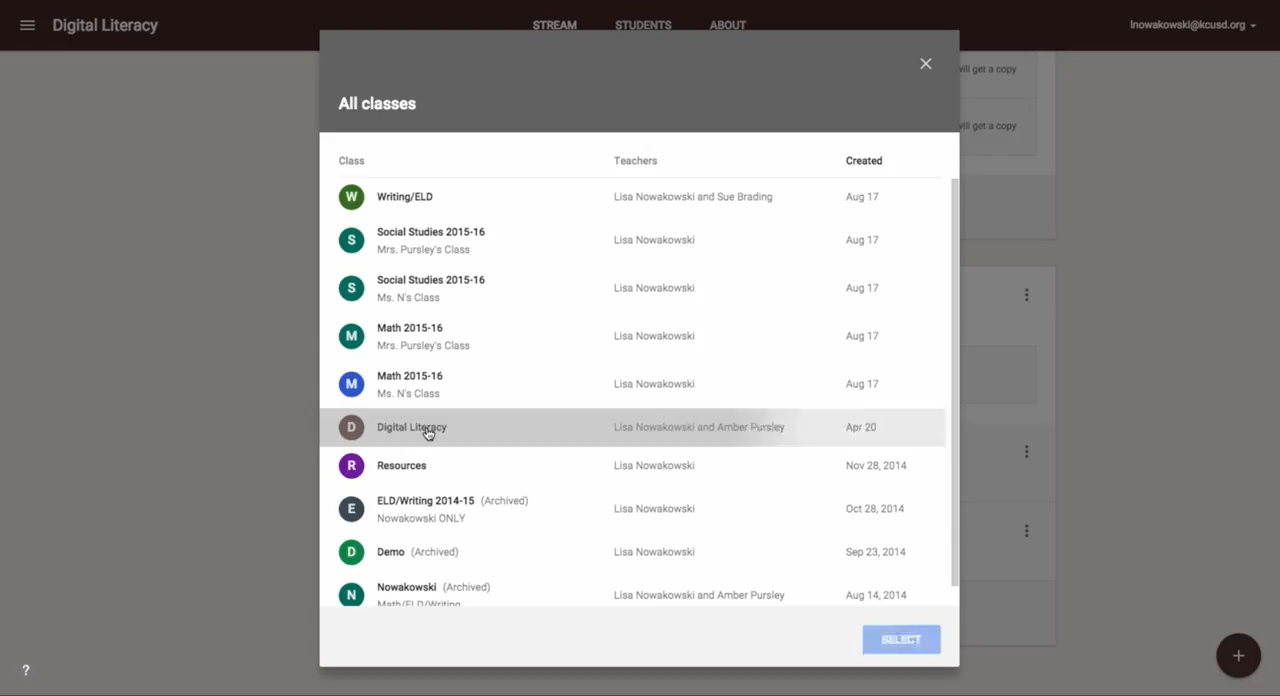 Digital Literacy
STREAM STUDENTS ABOUT
lnowakowski@kcusd.org
will get a copy
will get a copy
All classes
Class Teachers Created
W Writing/ELD Lisa Nowakowski and Sue Brading Aug 17
S Social Studies 2015-16 Lisa Nowakowski Aug 17
Mrs. Pursley's Class
S Social Studies 2015-16 Lisa Nowakowski Aug 17
Ms. N's Class
M Math 2015-16 Lisa Nowakowski Aug 17
Mrs. Pursley's Class
M Math 2015-16 Lisa Nowakowski Aug 17
Ms. N's Class
D Digital Literacy Lisa Nowakowski and Amber Pursley Apr 20
R Resources Lisa Nowakowski Nov 28, 2014
E ELD/Writing 2014-15 (Archived) Lisa Nowakowski Oct 28, 2014
Nowakowski ONLY
D Demo (Archived) Lisa Nowakowski Sep 23, 2014
N Nowakowski (Archived) Lisa Nowakowski and Amber Pursley Aug 14, 2014
Math/ELD/Writing
SELECT
?
+